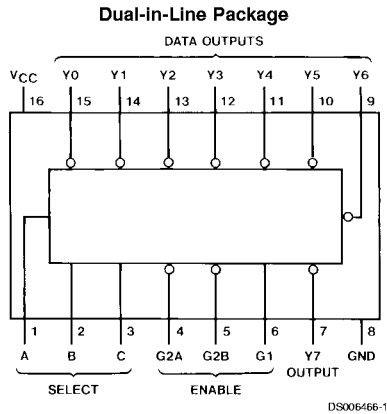 Dual-in-Line Package
DATA OUTPUTS
VCC Y0 Y1 Y2 Y3 Y4 Y5 Y6
16 15 14 13 12 11 10 9
1 2 3 4 5 6 7 8
A B C G2A G2B G1 Y7 GND
SELECT ENABLE OUTPUT
DS006466-1